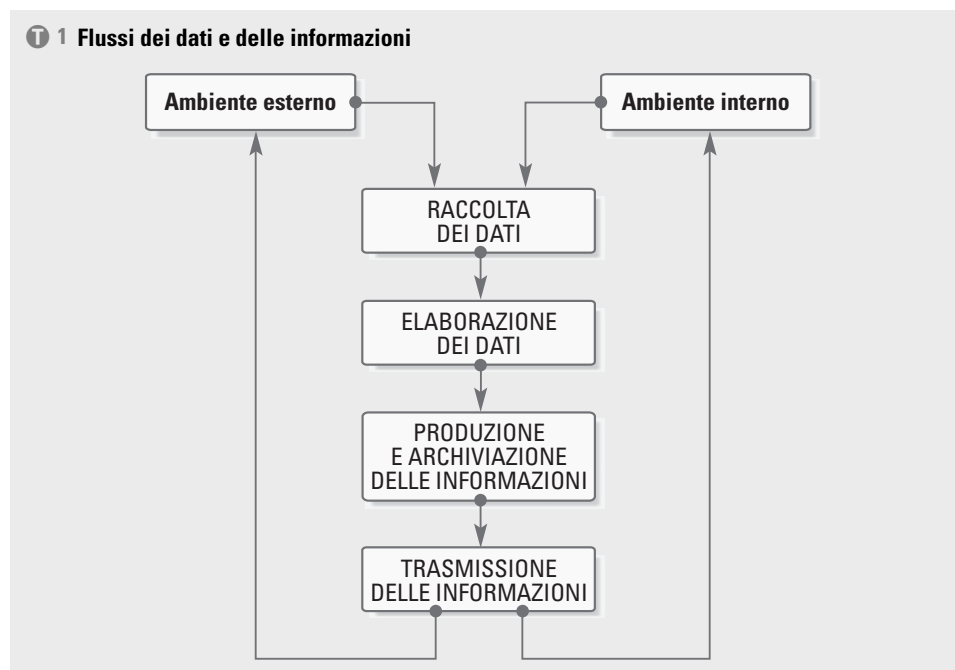 T 1 Flussi dei dati e delle informazioni
Ambiente esterno
Ambiente interno
RACCOLTA
DEI DATI
ELABORAZIONE
DEI DATI
PRODUZIONE
E ARCHIVIAZIONE
DELLE INFORMAZIONI
TRASMISSIONE
DELLE INFORMAZIONI